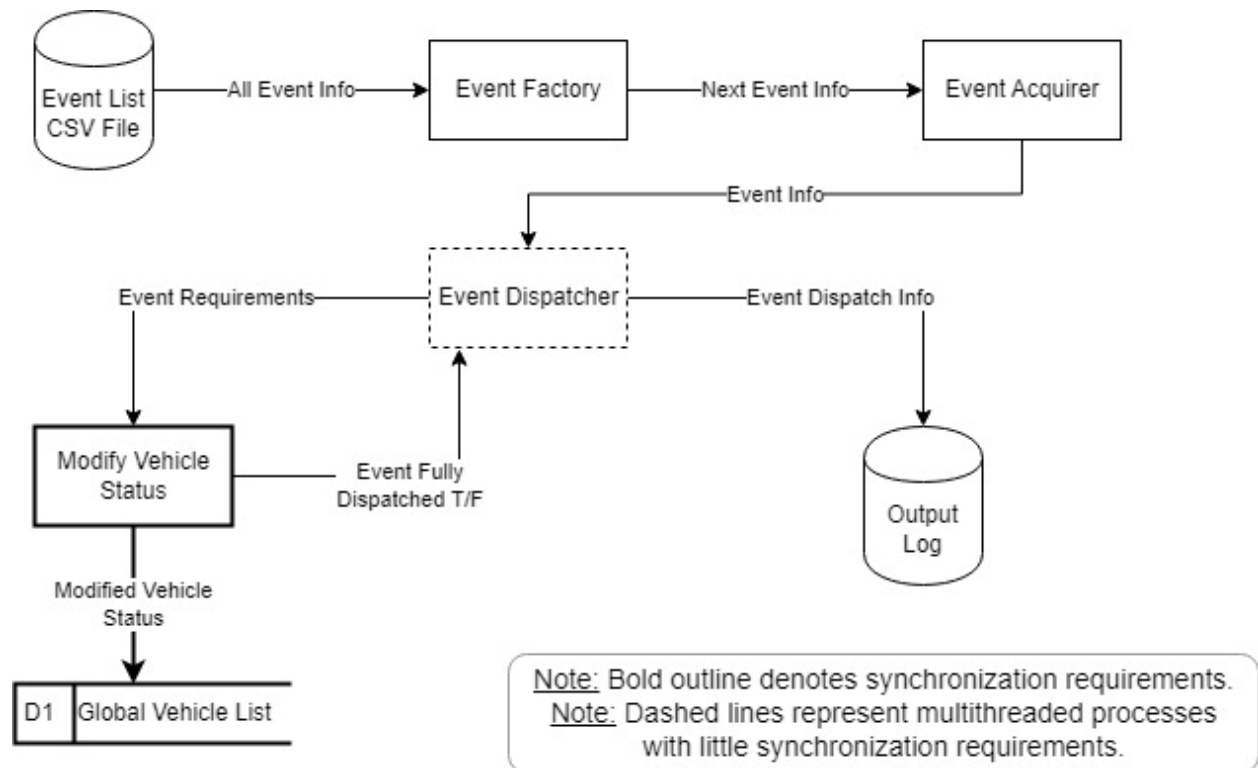 Event List
CSV File
All Event Info
Event Factory
Next Event Info
Event Acquirer
Event Info
Event Requirements
Event Dispatcher
Event Dispatch Info
Modify Vehicle
Status
Event Fully
Dispatched T/F
Output
Log
Modified Vehicle
Status
D1
Global Vehicle List
Note: Bold outline denotes synchronization requirements.
Note: Dashed lines represent multithreaded processes
with little synchronization requirements.